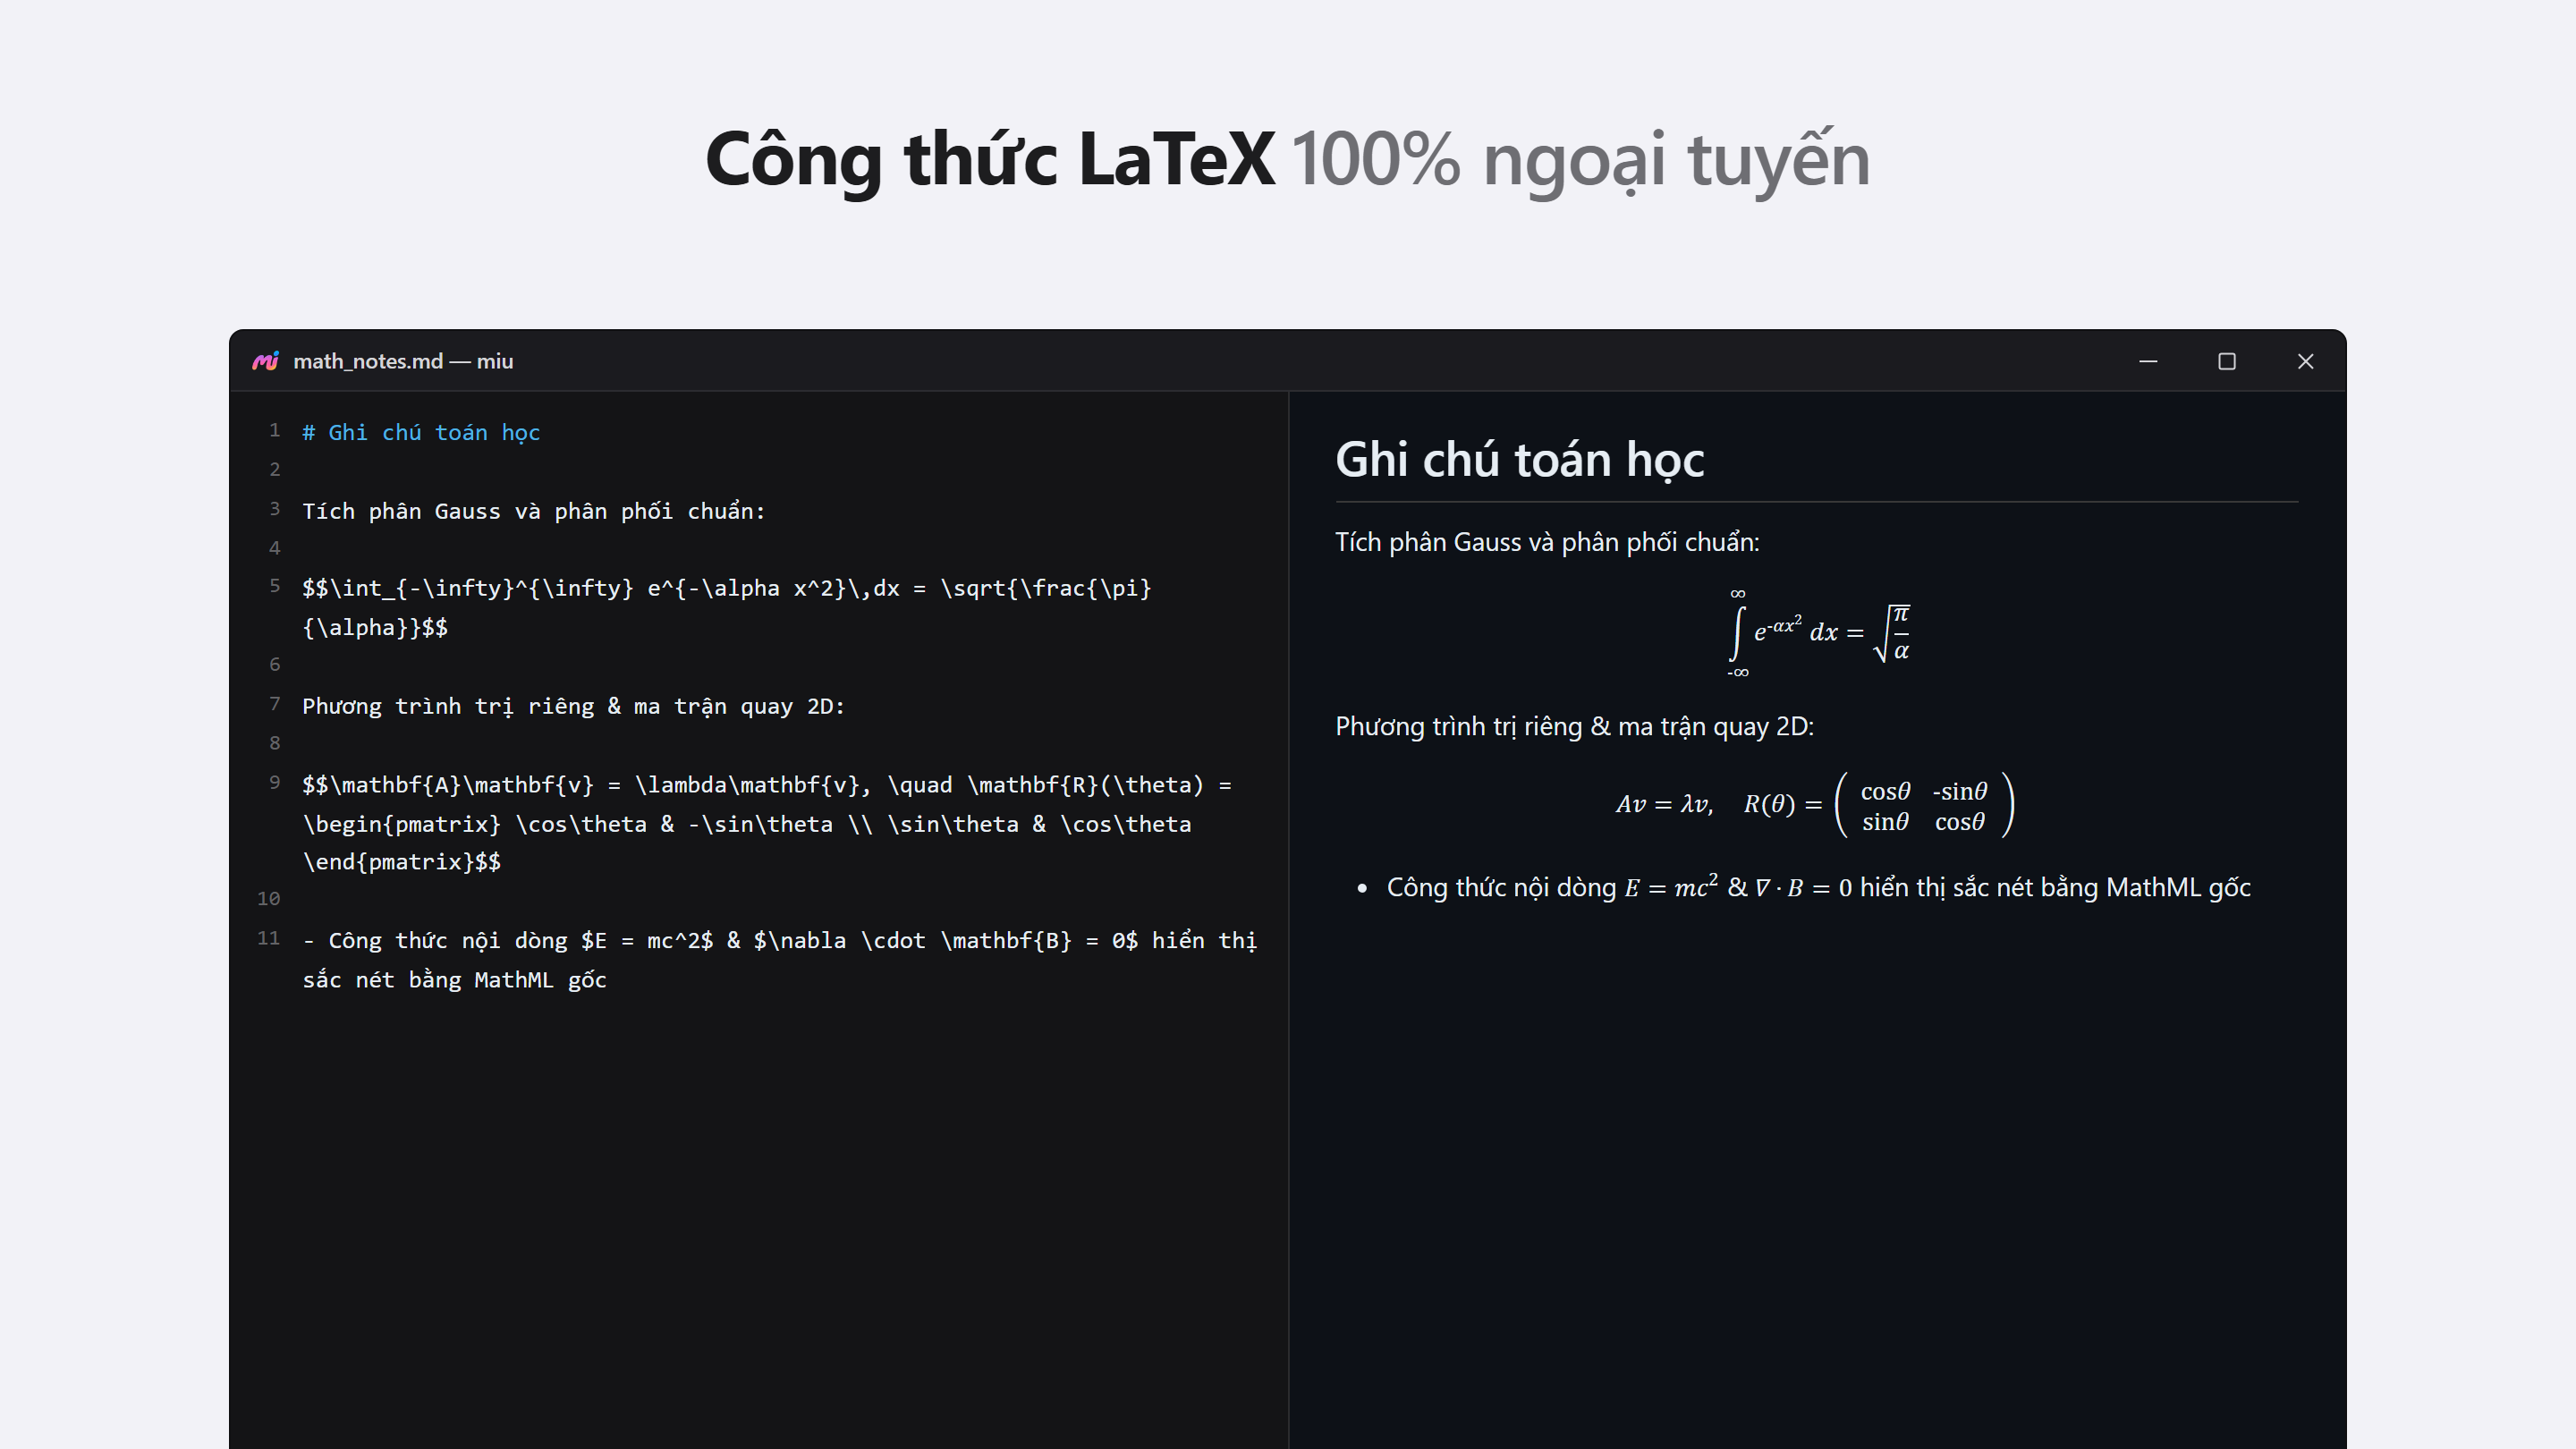 Công thức LaTeX 100% ngoại tuyến
math_notes.md — miu
1 # Ghi chú toán học
2
3 Tích phân Gauss và phân phối chuẩn:
4
5 $$\int_{-\infty}^{\infty} e^{-\alpha x^2}\,dx = \sqrt{\frac{\pi}
{\alpha}}$$
6
7 Phương trình trị riêng & ma trận quay 2D:
8
9 $$\mathbf{A}\mathbf{v} = \lambda\mathbf{v}, \quad \mathbf{R}(\theta) =
\begin{pmatrix} \cos\theta & -\sin\theta \\ \sin\theta & \cos\theta
\end{pmatrix}$$
10
11 - Công thức nội dòng $E = mc^2$ & $\nabla \cdot \mathbf{B} = 0$ hiển thị
sắc nét bằng MathML gốc
Ghi chú toán học
Tích phân Gauss và phân phối chuẩn:
∫_{-∞}^{∞} e^{-αx²} dx = √(π/α)
Phương trình trị riêng & ma trận quay 2D:
Av = λv, R(θ) = ( cosθ -sinθ
sinθ cosθ )
• Công thức nội dòng E = mc² & ∇ · B = 0 hiển thị sắc nét bằng MathML gốc